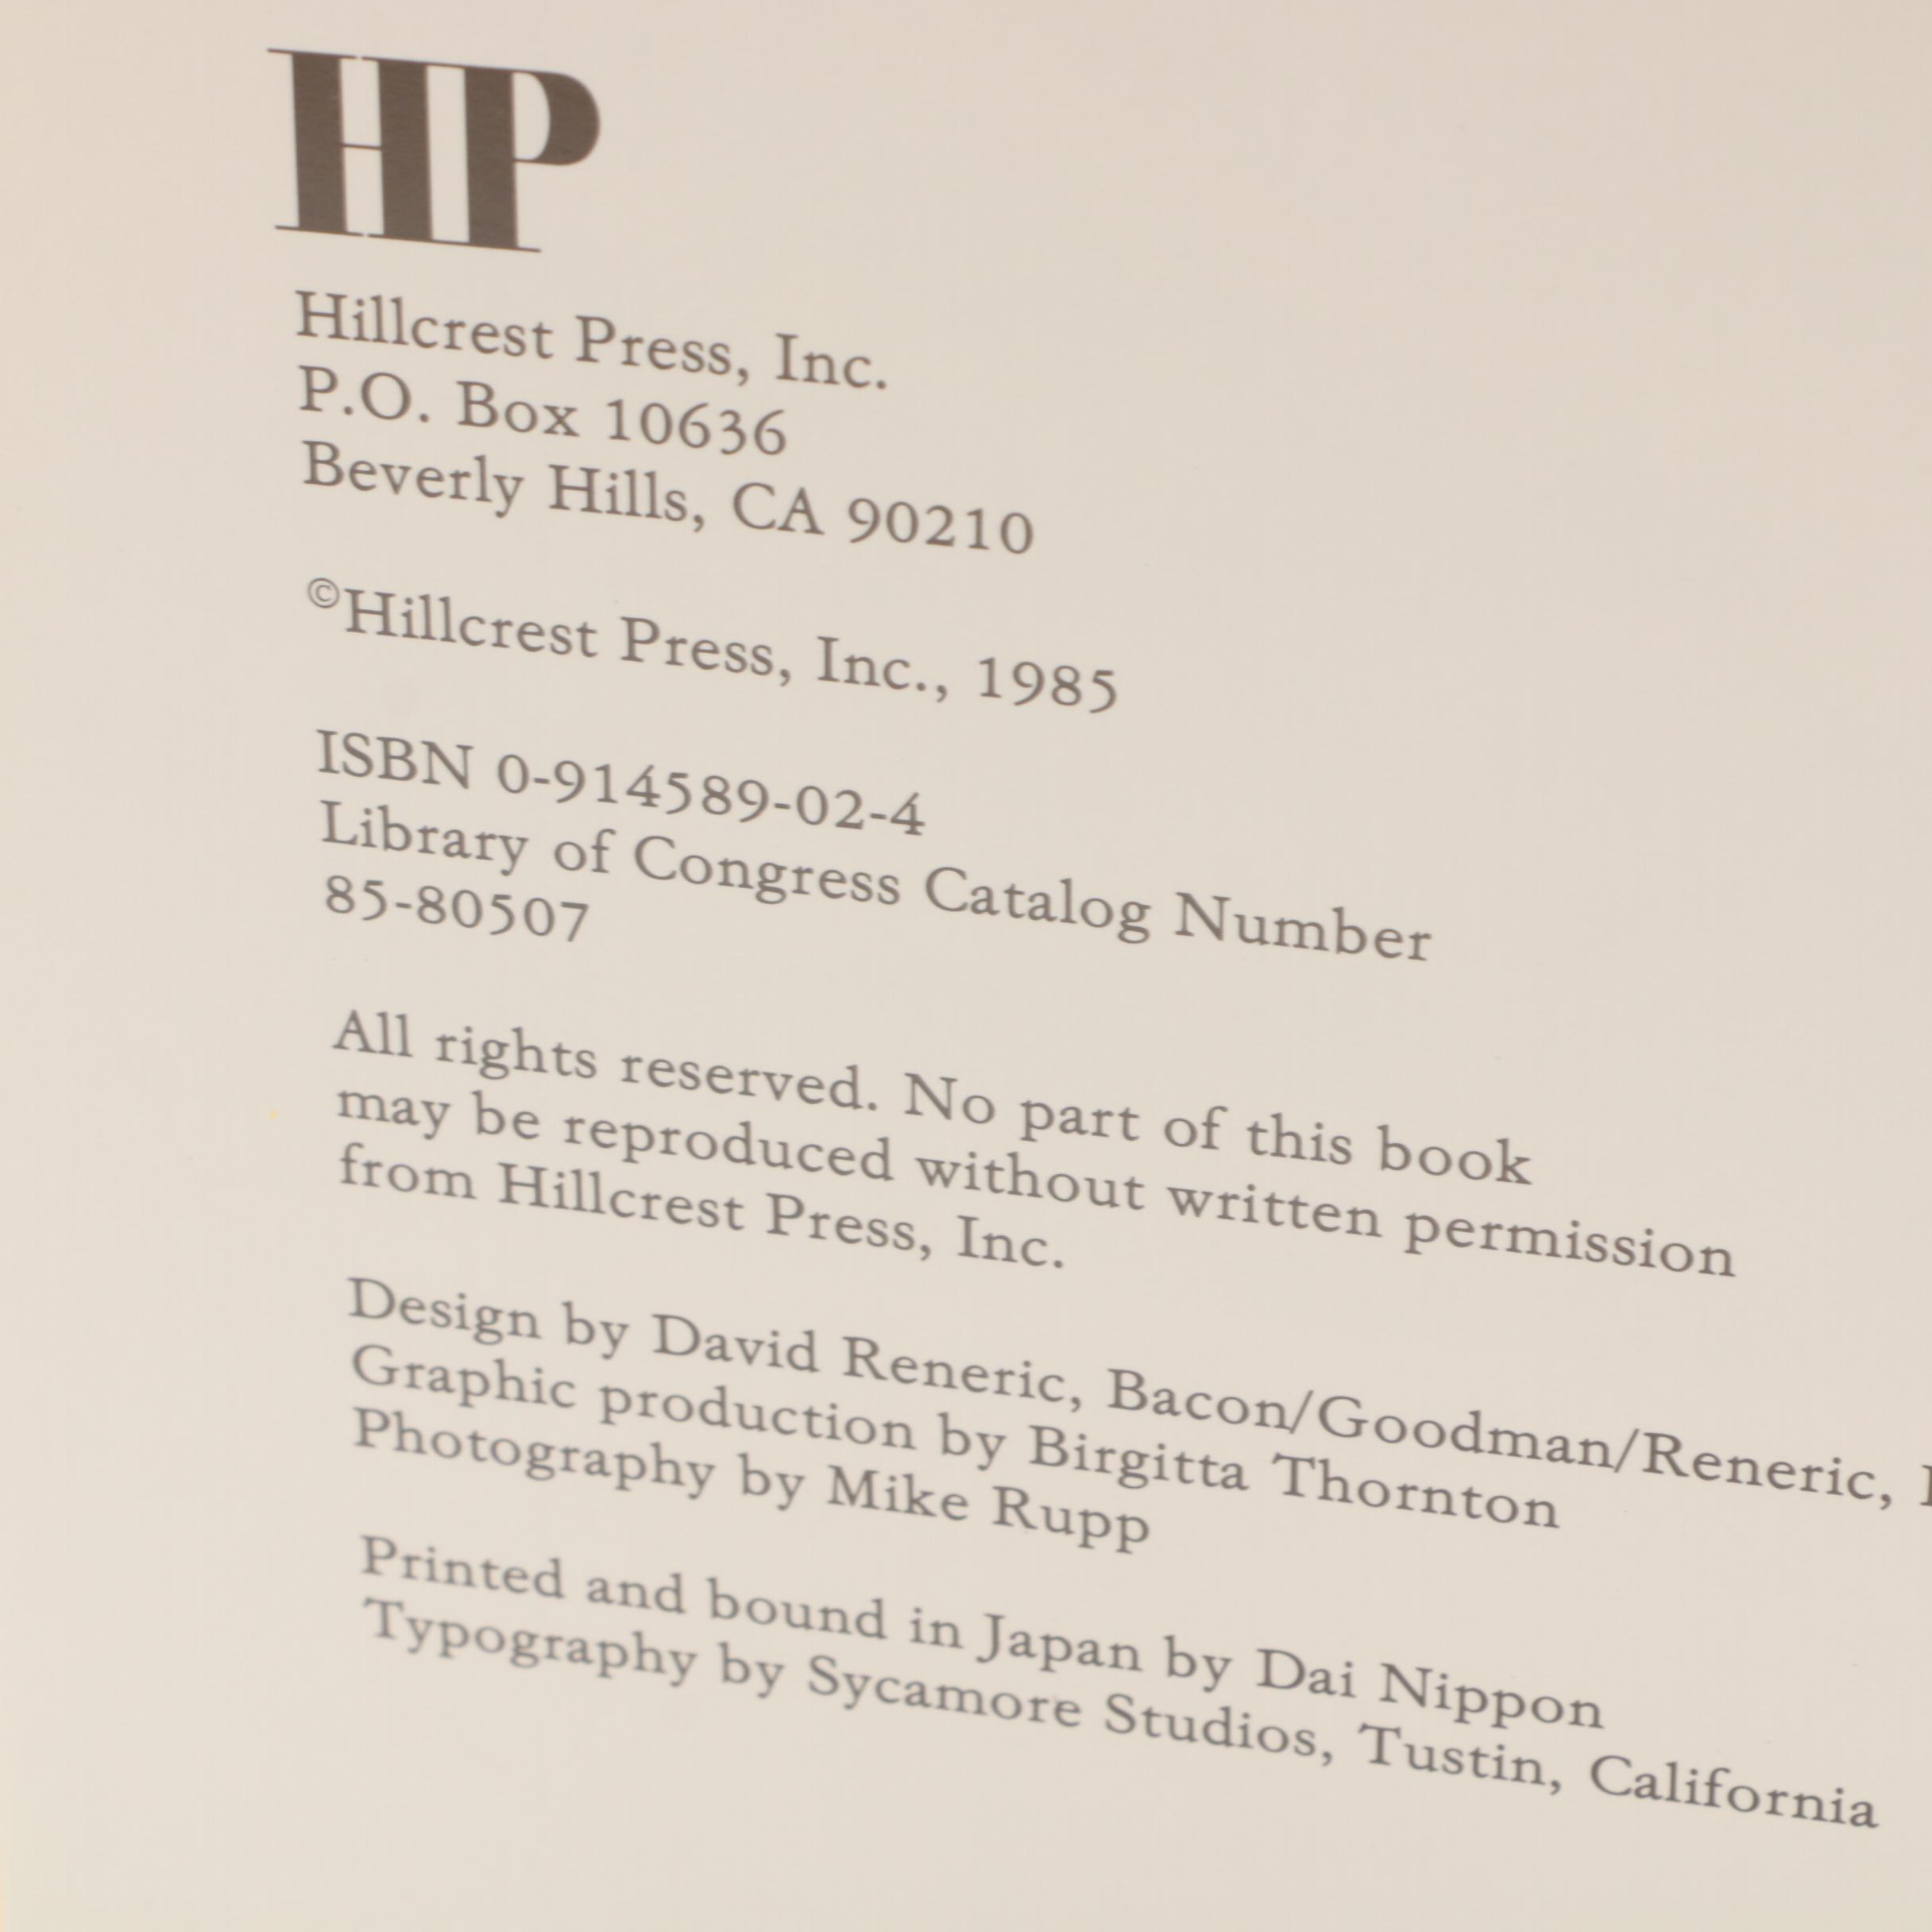 HP
Hillcrest Press, Inc.
P.O. Box 10636
Beverly Hills, CA 90210
©Hillcrest Press, Inc., 1985
ISBN 0-914589-02-4
Library of Congress Catalog Number
85-80507
All rights reserved. No part of this book
may be reproduced without written permission
from Hillcrest Press, Inc.
Design by David Reneric, Bacon/Goodman/Reneric,
Graphic production by Birgitta Thornton
Photography by Mike Rupp
Printed and bound in Japan by Dai Nippon
Typography by Sycamore Studios, Tustin, California